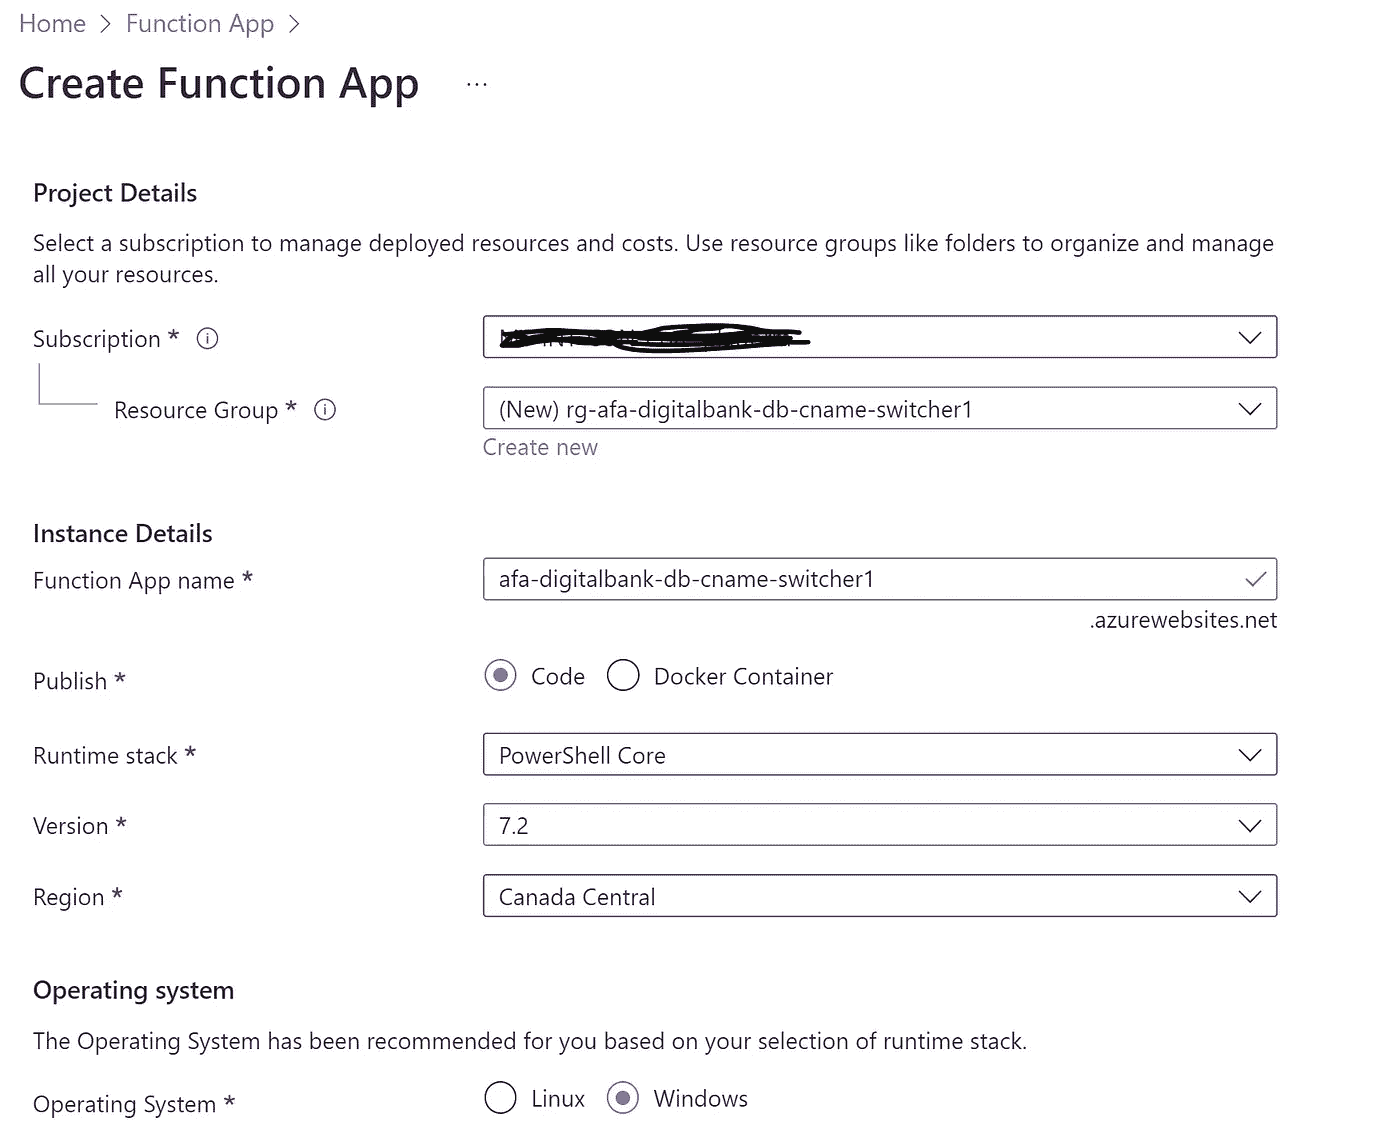 Home > Function App >
Create Function App ...
Project Details
Select a subscription to manage deployed resources and costs. Use resource groups like folders to organize and manage
all your resources.
Subscription *
Resource Group *
(New) rg-afa-digitalbank-db-cname-switcher1
Create new
Instance Details
Function App name *
afa-digitalbank-db-cname-switcher1
.azurewebsites.net
Publish *
Code Docker Container
Runtime stack *
PowerShell Core
Version *
7.2
Region *
Canada Central
Operating system
The Operating System has been recommended for you based on your selection of runtime stack.
Operating System *
Linux Windows